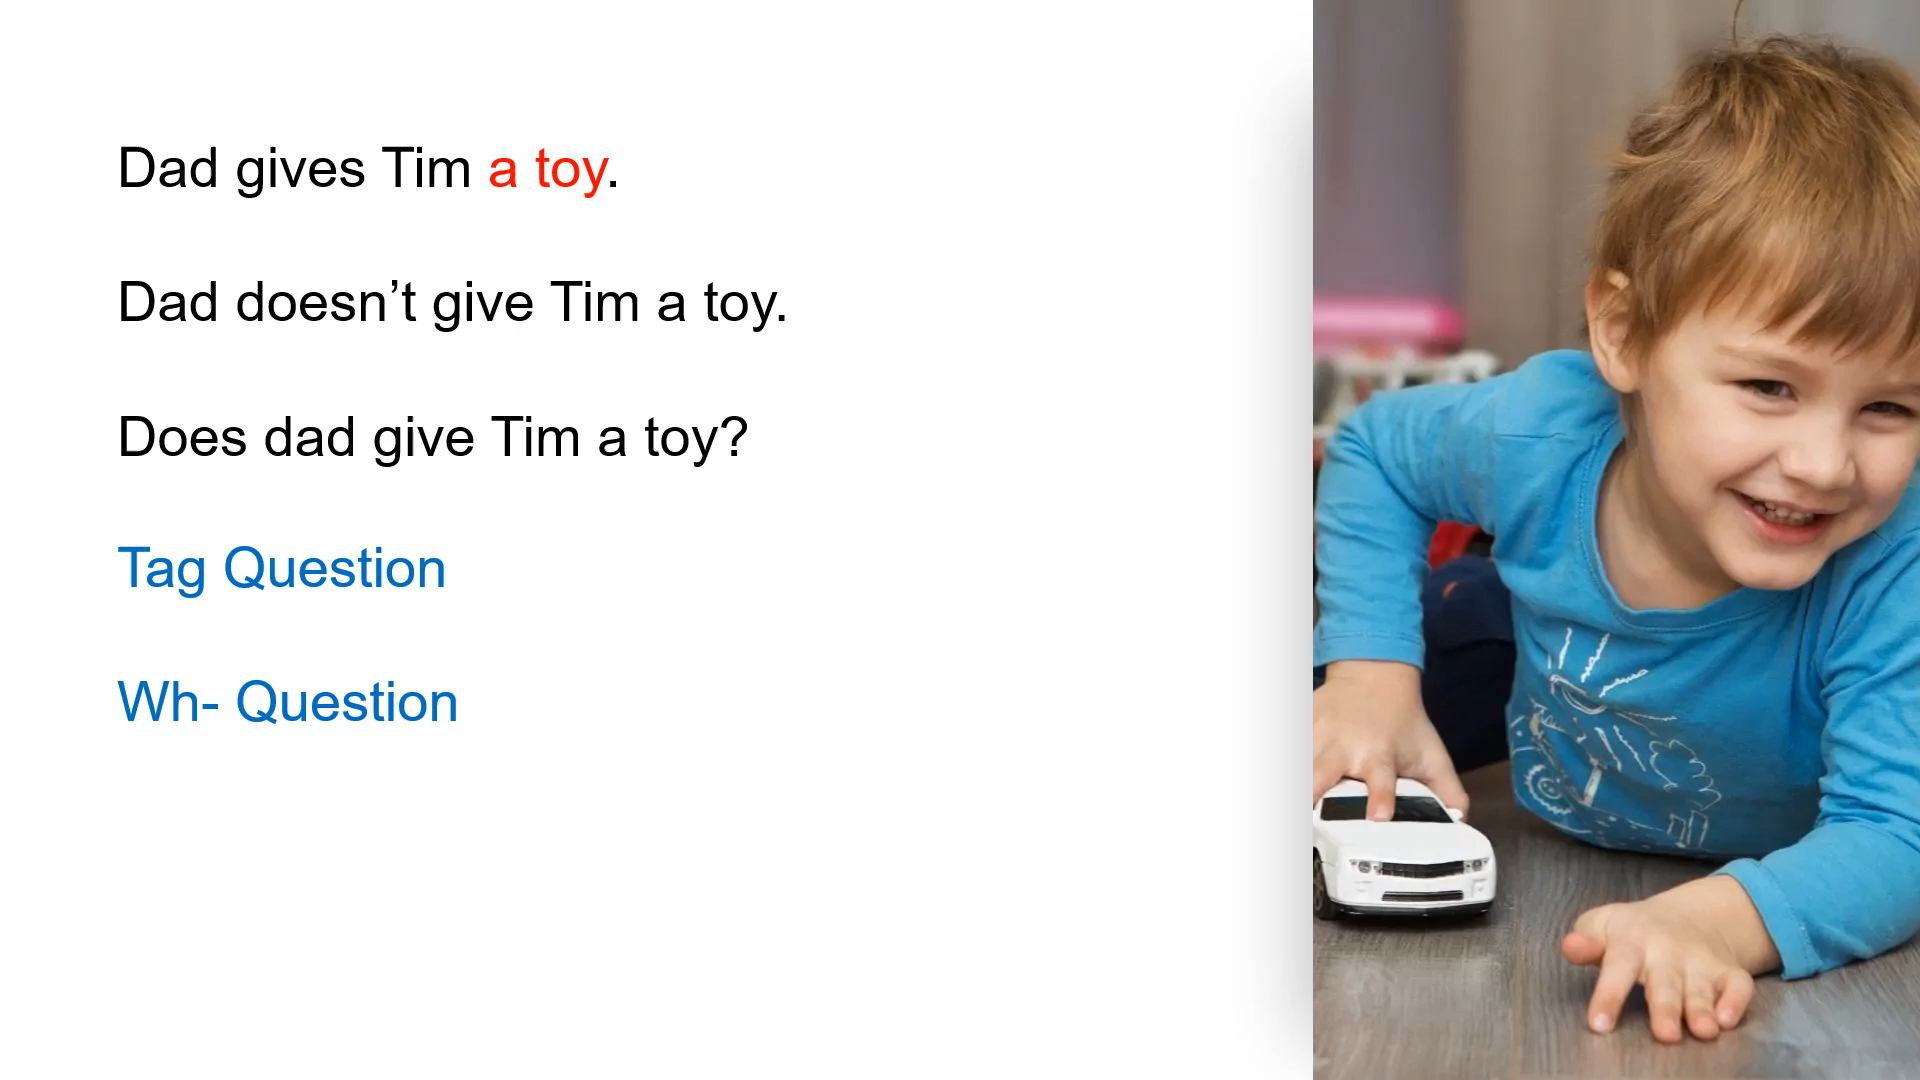 Dad gives Tim a toy.
Dad doesn’t give Tim a toy.
Does dad give Tim a toy?
Tag Question
Wh- Question